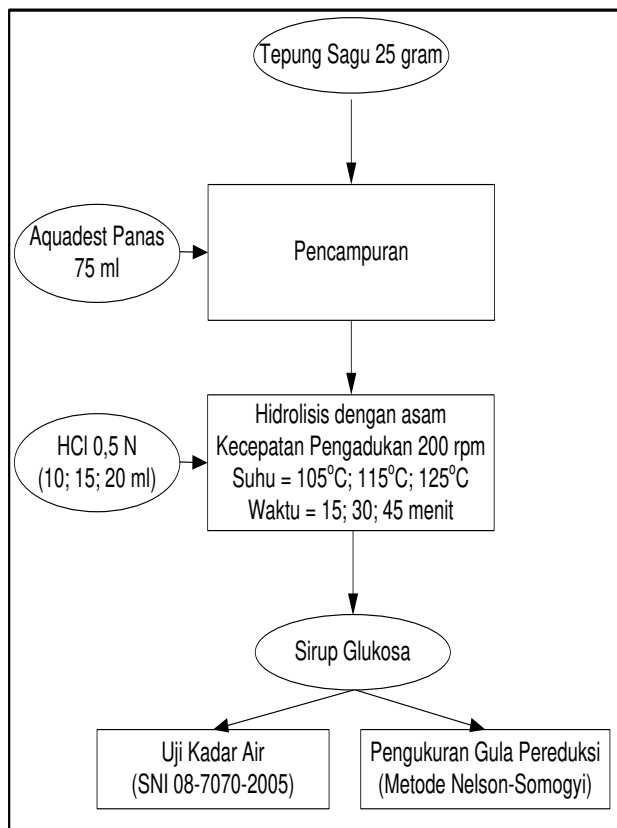 Tepung Sagu 25 gram
Aquadest Panas
75 ml
Pencampuran
HCl 0,5 N
(10; 15; 20 ml)
Hidrolisis dengan asam
Kecepatan Pengadukan 200 rpm
Suhu = 105°C; 115°C; 125°C
Waktu = 15; 30; 45 menit
Sirup Glukosa
Uji Kadar Air
(SNI 08-7070-2005)
Pengukuran Gula Pereduksi
(Metode Nelson-Somogyi)